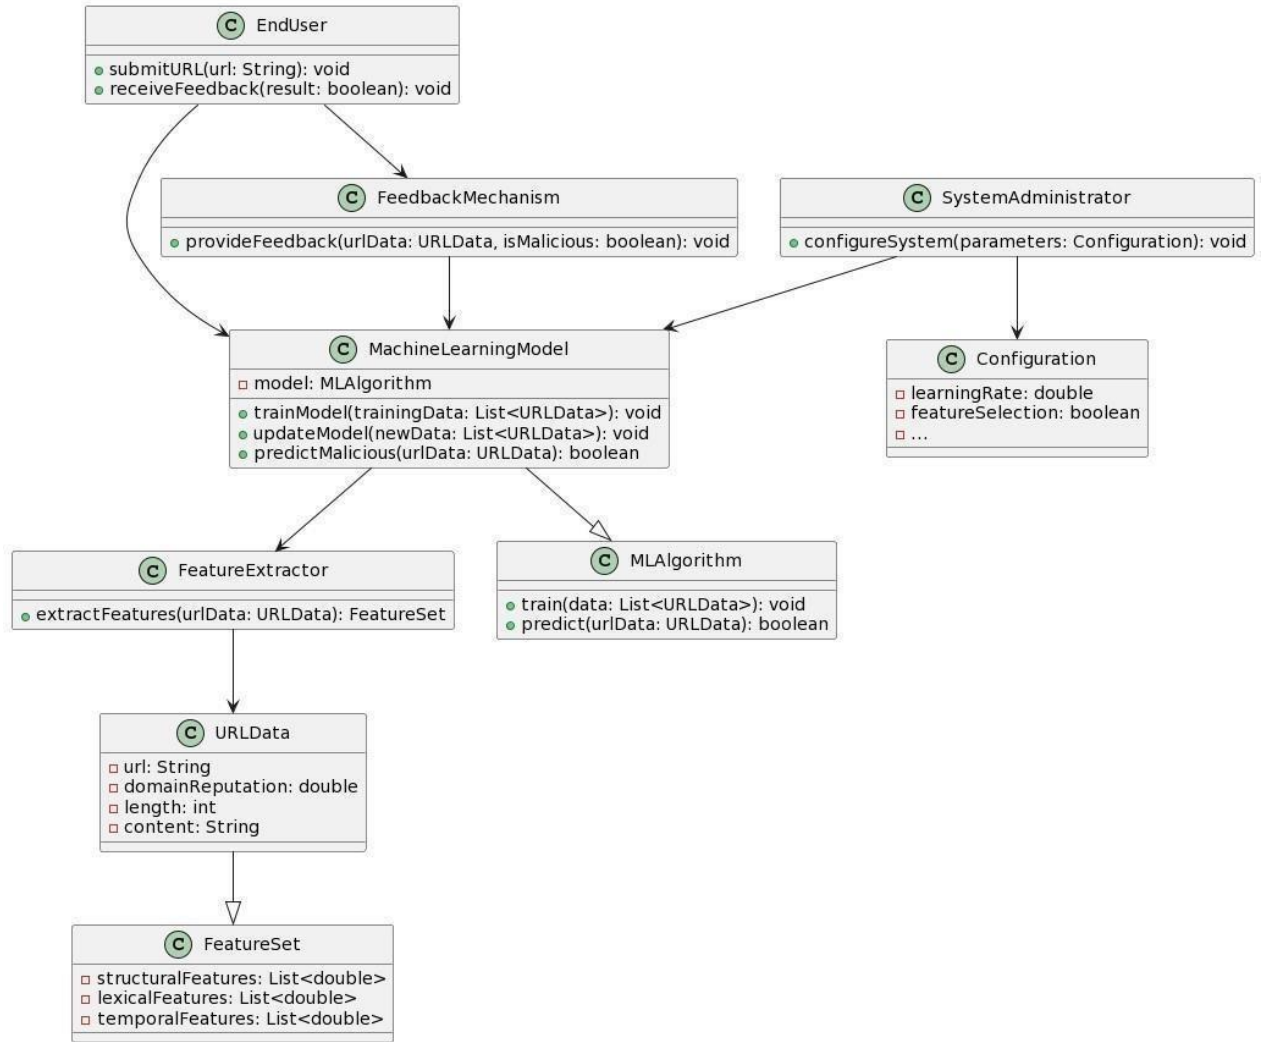 C EndUser
submitURL(url: String): void
receiveFeedback(result: boolean): void
C FeedbackMechanism
provideFeedback(urlData: URLData, isMalicious: boolean): void
C SystemAdministrator
configureSystem(parameters: Configuration): void
C MachineLearningModel
model: MLAlgorithm
trainModel(trainingData: List<URLData>): void
updateModel(newData: List<URLData>): void
predictMalicious(urlData: URLData): boolean
C Configuration
learningRate: double
featureSelection: boolean
...
C FeatureExtractor
extractFeatures(urlData: URLData): FeatureSet
C MLAlgorithm
train(data: List<URLData>): void
predict(urlData: URLData): boolean
C URLData
url: String
domainReputation: double
length: int
content: String
C FeatureSet
structuralFeatures: List<double>
lexicalFeatures: List<double>
temporalFeatures: List<double>